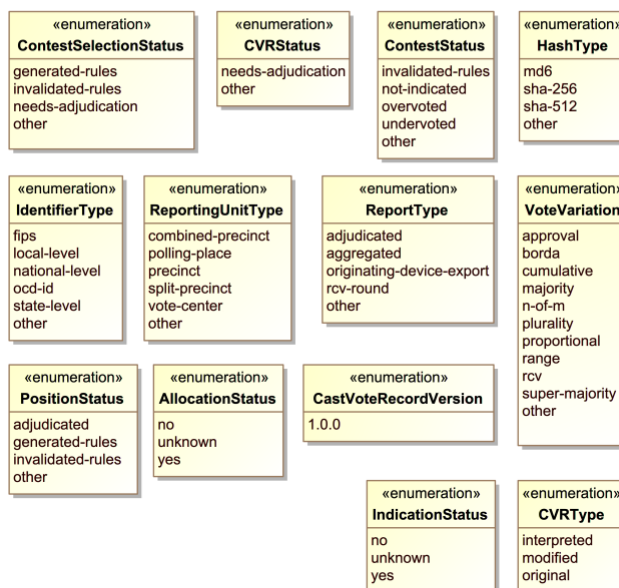 «enumeration»
ContestSelectionStatus
generated-rules
invalidated-rules
needs-adjudication
other
«enumeration»
CVRStatus
needs-adjudication
other
«enumeration»
ContestStatus
invalidated-rules
not-indicated
overvoted
undervoted
other
«enumeration»
HashType
md6
sha-256
sha-512
other
«enumeration»
IdentifierType
fips
local-level
national-level
ocd-id
state-level
other
«enumeration»
ReportingUnitType
combined-precinct
polling-place
precinct
split-precinct
vote-center
other
«enumeration»
ReportType
adjudicated
aggregated
originating-device-export
rcv-round
other
«enumeration»
VoteVariation
approval
borda
cumulative
majority
n-of-m
plurality
proportional
range
rcv
super-majority
other
«enumeration»
PositionStatus
adjudicated
generated-rules
invalidated-rules
other
«enumeration»
AllocationStatus
no
unknown
yes
«enumeration»
CastVoteRecordVersion
1.0.0
«enumeration»
IndicationStatus
no
unknown
yes
«enumeration»
CVRType
interpreted
modified
original